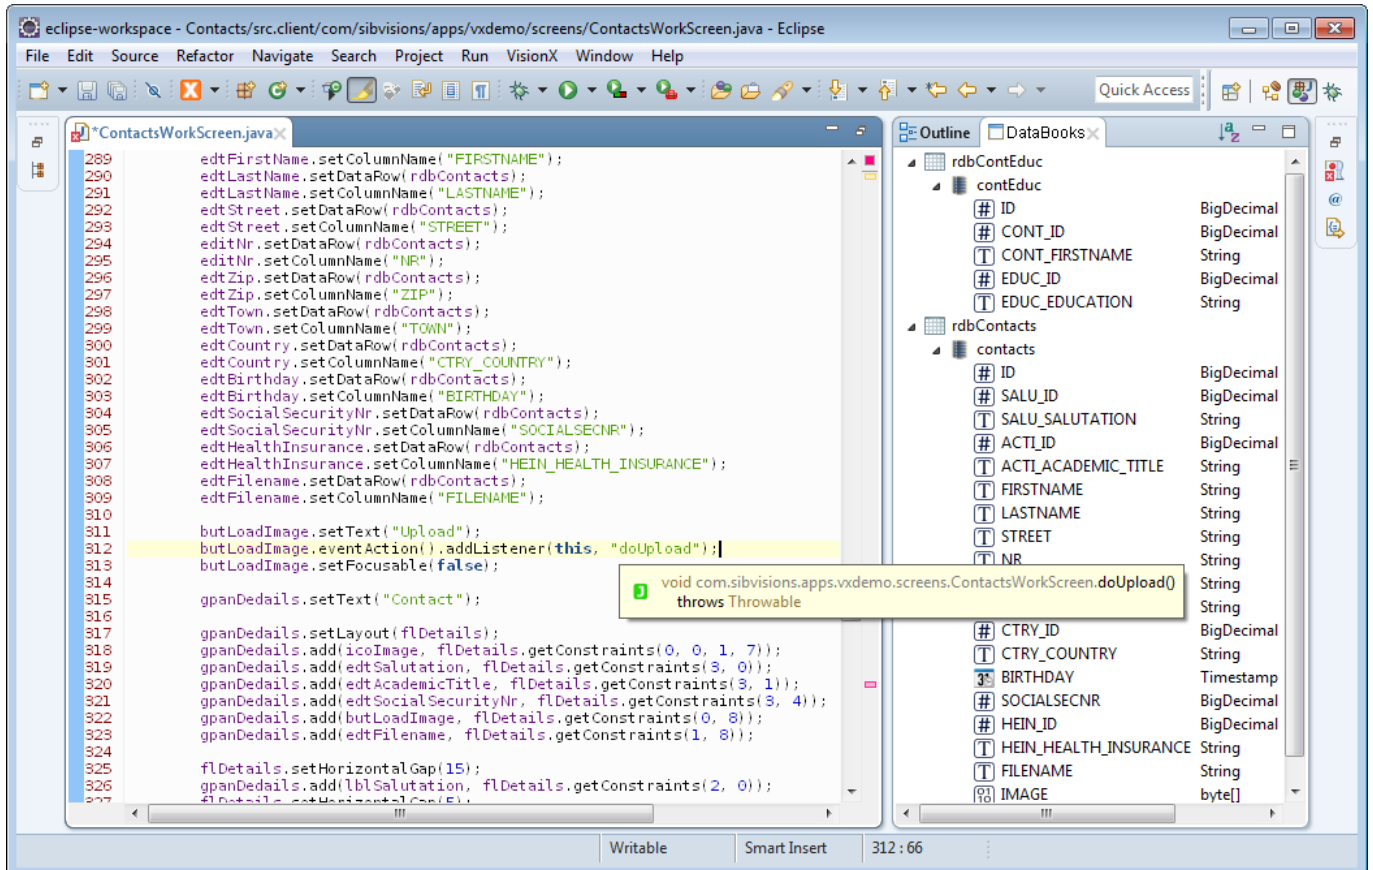 eclipse-workspace - Contacts/src.client/com/sibvisions/apps/vxdemo/screens/ContactsWorkScreen.java - Eclipse
File Edit Source Refactor Navigate Search Project Run VisionX Window Help
Quick Access
*ContactsWorkScreen.java
289 edtFirstName.setColumnName("FIRSTNAME");
290 edtLastName.setDataRow(rdbContacts);
291 edtLastName.setColumnName("LASTNAME");
292 edtStreet.setDataRow(rdbContacts);
293 edtStreet.setColumnName("STREET");
294 editNr.setDataRow(rdbContacts);
295 editNr.setColumnName("NR");
296 edtZip.setDataRow(rdbContacts);
297 edtZip.setColumnName("ZIP");
298 edtTown.setDataRow(rdbContacts);
299 edtTown.setColumnName("TOWN");
300 edtCountry.setDataRow(rdbContacts);
301 edtCountry.setColumnName("CTRY_COUNTRY");
302 edtBirthday.setDataRow(rdbContacts);
303 edtBirthday.setColumnName("BIRTHDAY");
304 edtSocialSecurityNr.setDataRow(rdbContacts);
305 edtSocialSecurityNr.setColumnName("SOCIALSECNR");
306 edtHealthInsurance.setDataRow(rdbContacts);
307 edtHealthInsurance.setColumnName("HEIN_HEALTH_INSURANCE");
308 edtFilename.setDataRow(rdbContacts);
309 edtFilename.setColumnName("FILENAME");
310
311 butLoadImage.setText("Upload");
312 butLoadImage.eventAction().addListener(this, "doUpload");
313 butLoadImage.setFocusable(false);
314
315 gpanDedails.setText("Contact");
316
317 gpanDedails.setLayout(flDetails);
318 gpanDedails.add(icoImage, flDetails.getConstraints(0, 0, 1, 7));
319 gpanDedails.add(edtSalutation, flDetails.getConstraints(3, 0));
320 gpanDedails.add(edtAcademicTitle, flDetails.getConstraints(3, 1));
321 gpanDedails.add(edtSocialSecurityNr, flDetails.getConstraints(3, 4));
322 gpanDedails.add(butLoadImage, flDetails.getConstraints(0, 8));
323 gpanDedails.add(edtFilename, flDetails.getConstraints(1, 8));
324
325 flDetails.setHorizontalGap(15);
326 gpanDedails.add(lblSalutation, flDetails.getConstraints(2, 0));
327 flDetails.setHorizontalGap(5);
void com.sibvisions.apps.vxdemo.screens.ContactsWorkScreen.doUpload()
throws Throwable
Outline DataBooks
rdbContEduc
contEduc
# ID BigDecimal
# CONT_ID BigDecimal
T CONT_FIRSTNAME String
# EDUC_ID BigDecimal
T EDUC_EDUCATION String
rdbContacts
contacts
# ID BigDecimal
# SALU_ID BigDecimal
T SALU_SALUTATION String
# ACTI_ID BigDecimal
T ACTI_ACADEMIC_TITLE String
T FIRSTNAME String
T LASTNAME String
T STREET String
T NR String
String
String
# CTRY_ID BigDecimal
T CTRY_COUNTRY String
BIRTHDAY Timestamp
# SOCIALSECNR BigDecimal
# HEIN_ID BigDecimal
T HEIN_HEALTH_INSURANCE String
T FILENAME String
IMAGE byte[]
Writable Smart Insert 312 : 66